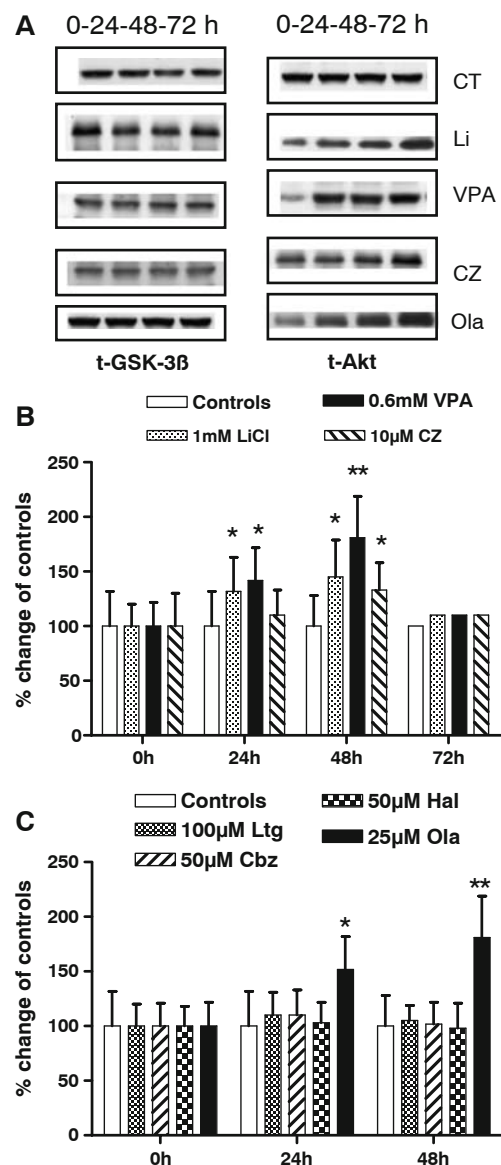 A 0-24-48-72 h 0-24-48-72 h
CT
Li
VPA
CZ
Ola
t-GSK-3ß t-Akt
B
Controls 0.6mM VPA
1mM LiCl 10µM CZ
% change of controls
250
200
150
100
50
0
* * * ** *
0h 24h 48h 72h
C
Controls 50µM Hal
100µM Ltg 25µM Ola
50µM Cbz
% change of controls
250
200
150
100
50
0
* **
0h 24h 48h